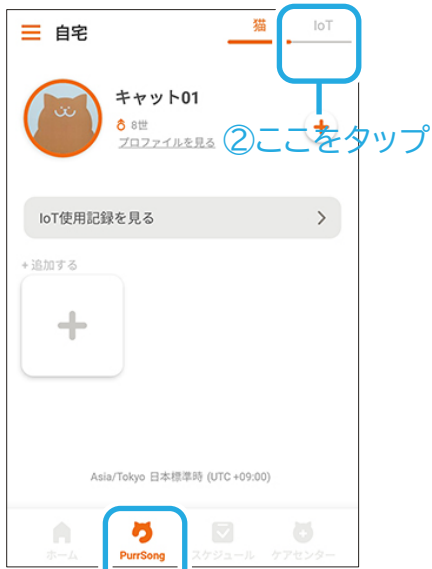 自宅
猫
IoT
キャット01
8世
プロファイルを見る
②ここをタップ
IoT使用記録を見る
+追加する
Asia/Tokyo 日本標準時 (UTC +09:00)
ホーム
PurrSong
スケジュール
ケアセンター